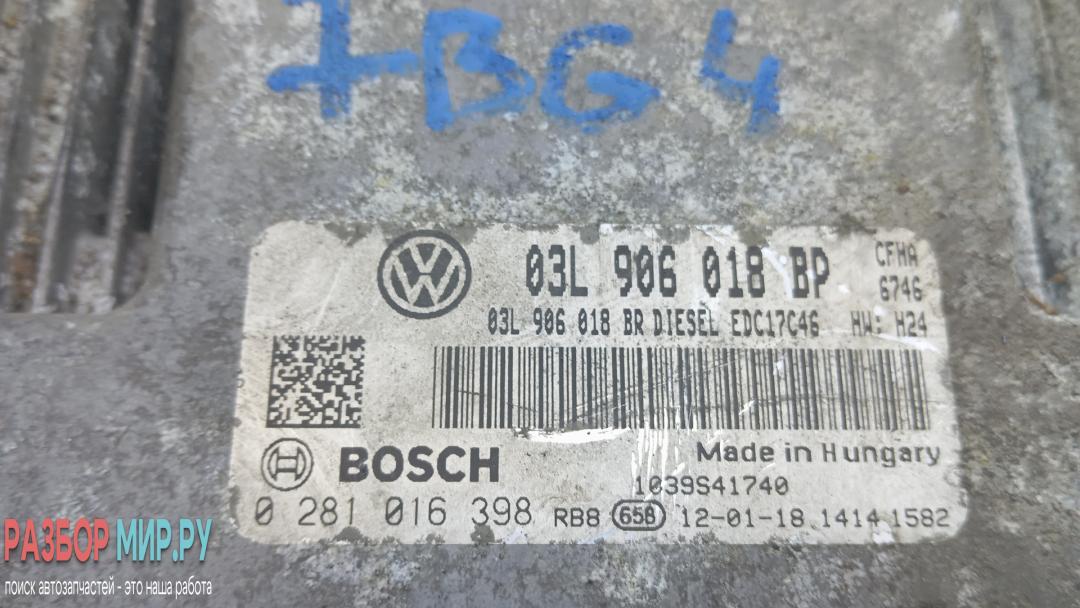 7BG4
03L 906 018 BP
CFHA
6746
03L 906 018 BR DIESEL EDC17C46 HW: H24
BOSCH
Made in Hungary
1039S41740
0 281 016 398 RB8 658 12-01-18.1414 1582
РАЗБОР МИР.РУ
поиск автозапчастей - это наша работа